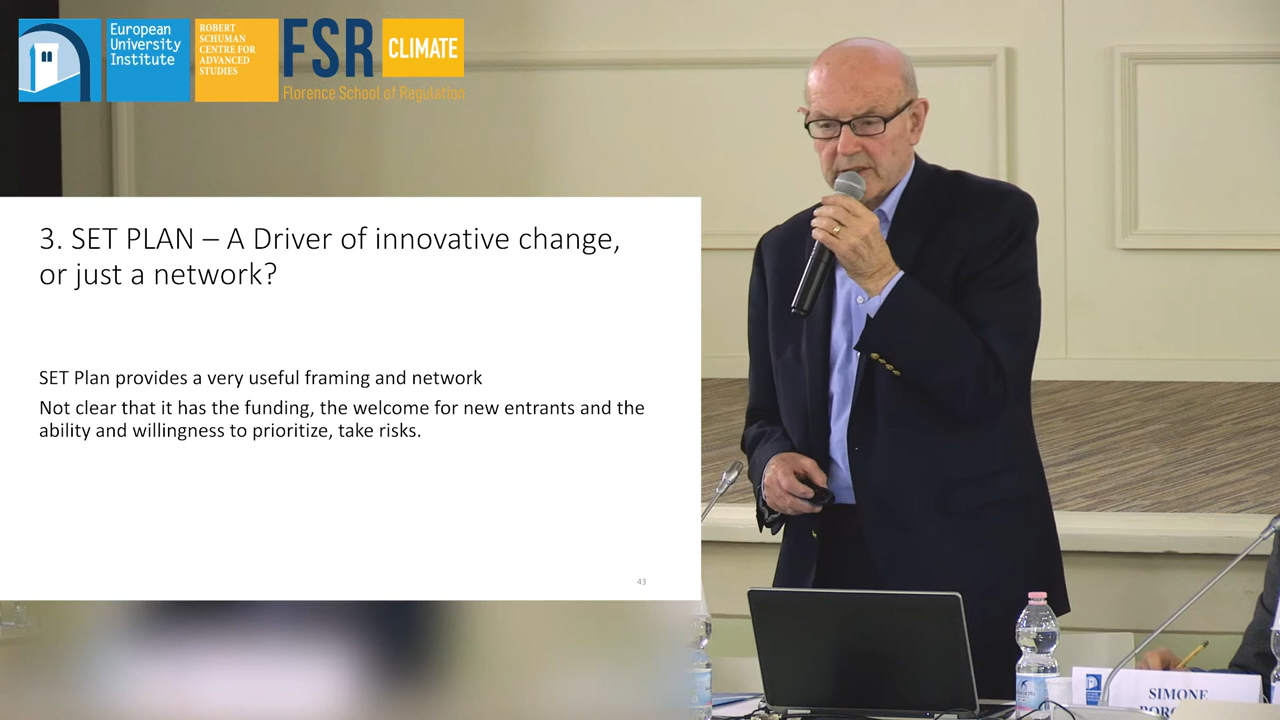 European
University
Institute
ROBERT
SCHUMAN
CENTRE FOR
ADVANCED
STUDIES
FSR
CLIMATE
Florence School of Regulation
3. SET PLAN – A Driver of innovative change,
or just a network?
SET Plan provides a very useful framing and network
Not clear that it has the funding, the welcome for new entrants and the
ability and willingness to prioritize, take risks.
43
SIMONE